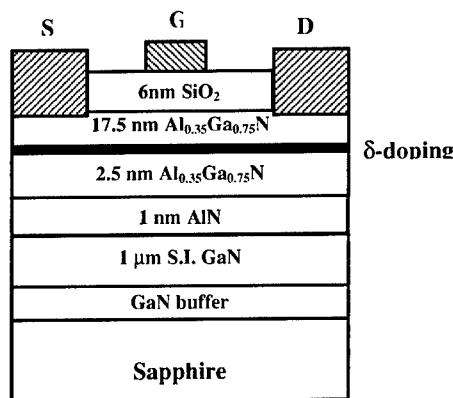 S G D
6nm SiO₂
17.5 nm Al₀.₃₅Ga₀.₇₅N
δ-doping
2.5 nm Al₀.₃₅Ga₀.₇₅N
1 nm AlN
1 μm S.I. GaN
GaN buffer
Sapphire